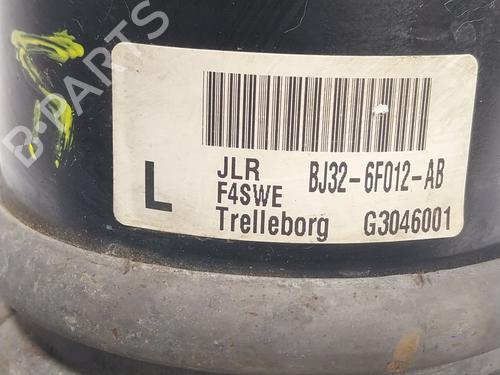 B-PARTS
L
JLR BJ32-6F012-AB
F4SWE
Trelleborg G3046001